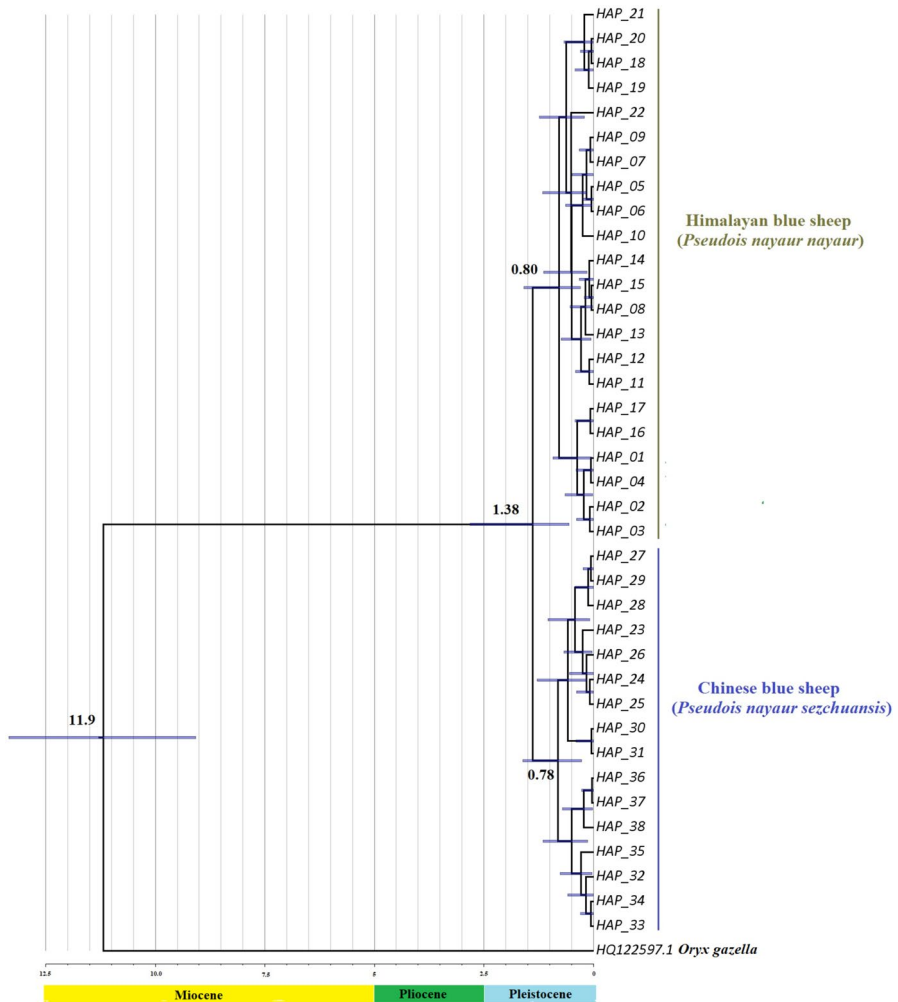 HAP_21
HAP_20
HAP_18
HAP_19
HAP_22
HAP_09
HAP_07
HAP_05
HAP_06
HAP_10
HAP_14
HAP_15
HAP_08
HAP_13
HAP_12
HAP_11
HAP_17
HAP_16
HAP_01
HAP_04
HAP_02
HAP_03
Himalayan blue sheep
(Pseudois nayaur nayaur)
0.80
1.38
HAP_27
HAP_29
HAP_28
HAP_23
HAP_26
HAP_24
HAP_25
HAP_30
HAP_31
HAP_36
HAP_37
HAP_38
HAP_35
HAP_32
HAP_34
HAP_33
Chinese blue sheep
(Pseudois nayaur sezchuansis)
11.9
0.78
HQ122597.1 Oryx gazella
12.5 10.0 7.5 5 2.5 0
Miocene Pliocene Pleistocene